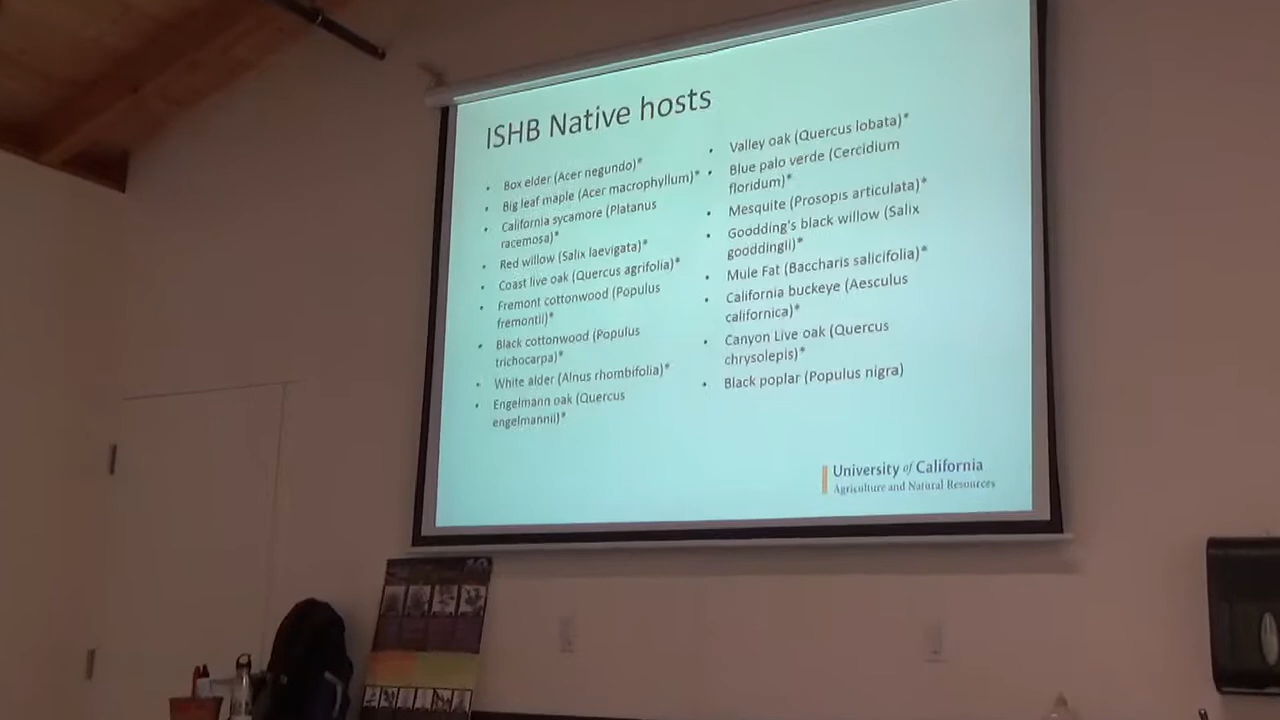 ISHB Native hosts
Box elder (Acer negundo)*
Big leaf maple (Acer macrophyllum)*
California sycamore (Platanus
racemosa)*
Red willow (Salix laevigata)*
Coast live oak (Quercus agrifolia)*
Fremont cottonwood (Populus
fremontii)*
Black cottonwood (Populus
trichocarpa)*
White alder (Alnus rhombifolia)*
Engelmann oak (Quercus
engelmannii)*
Valley oak (Quercus lobata)*
Blue palo verde (Cercidium
floridum)*
Mesquite (Prosopis articulata)*
Goodding's black willow (Salix
gooddingii)*
Mule Fat (Baccharis salicifolia)*
California buckeye (Aesculus
californica)*
Canyon Live oak (Quercus
chrysolepis)*
Black poplar (Populus nigra)
University of California
Agriculture and Natural Resources